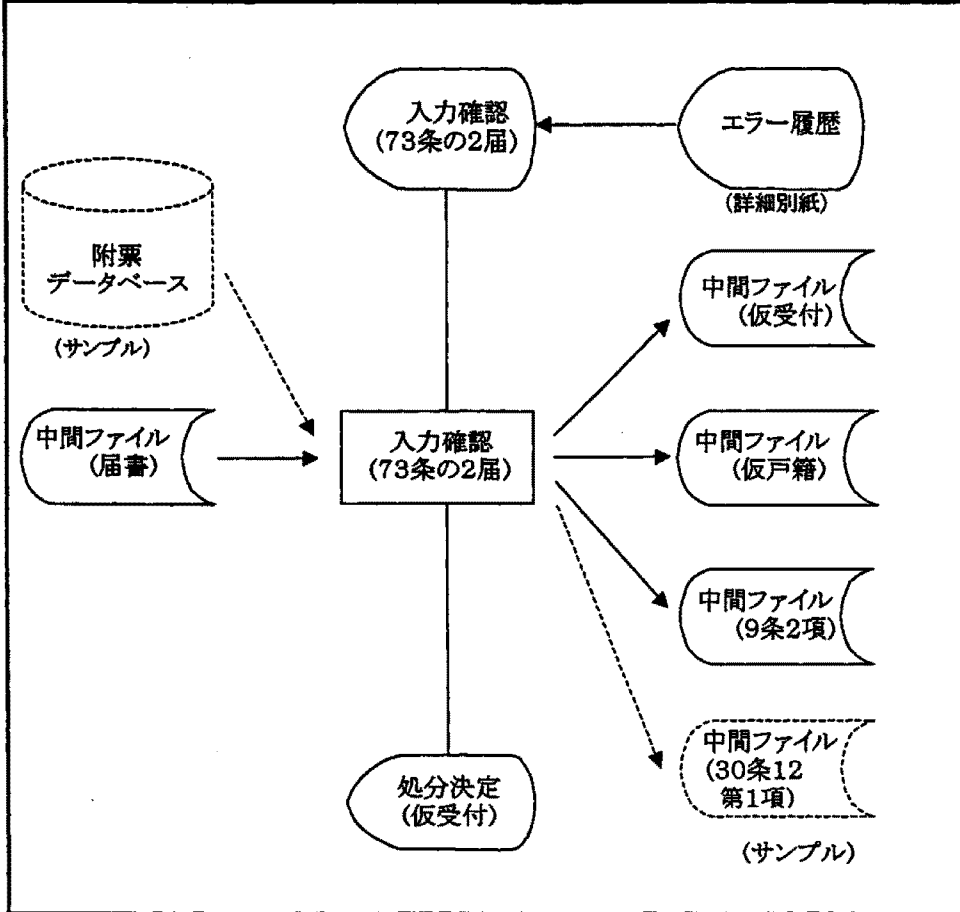 入力確認
(73条の2届)
エラー履歴
(詳細別紙)
附票
データベース
(サンプル)
中間ファイル
(仮受付)
中間ファイル
(届書)
入力確認
(73条の2届)
中間ファイル
(仮戸籍)
中間ファイル
(9条2項)
処分決定
(仮受付)
中間ファイル
(30条12
第1項)
(サンプル)